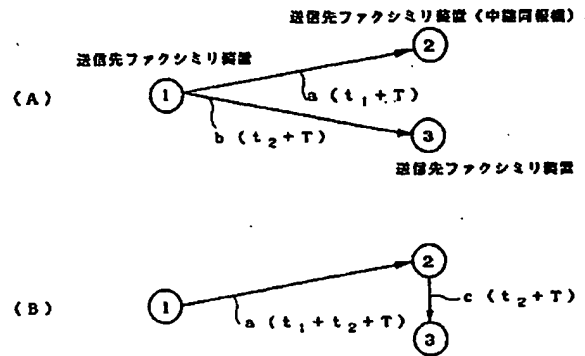 送信先ファクシミリ装置（中継同報機）
送信先ファクシミリ装置
(A)
1
2
a (t1+T)
b (t2+T)
3
送信先ファクシミリ装置
(B)
1
2
a (t1+t2+T)
c (t2+T)
3